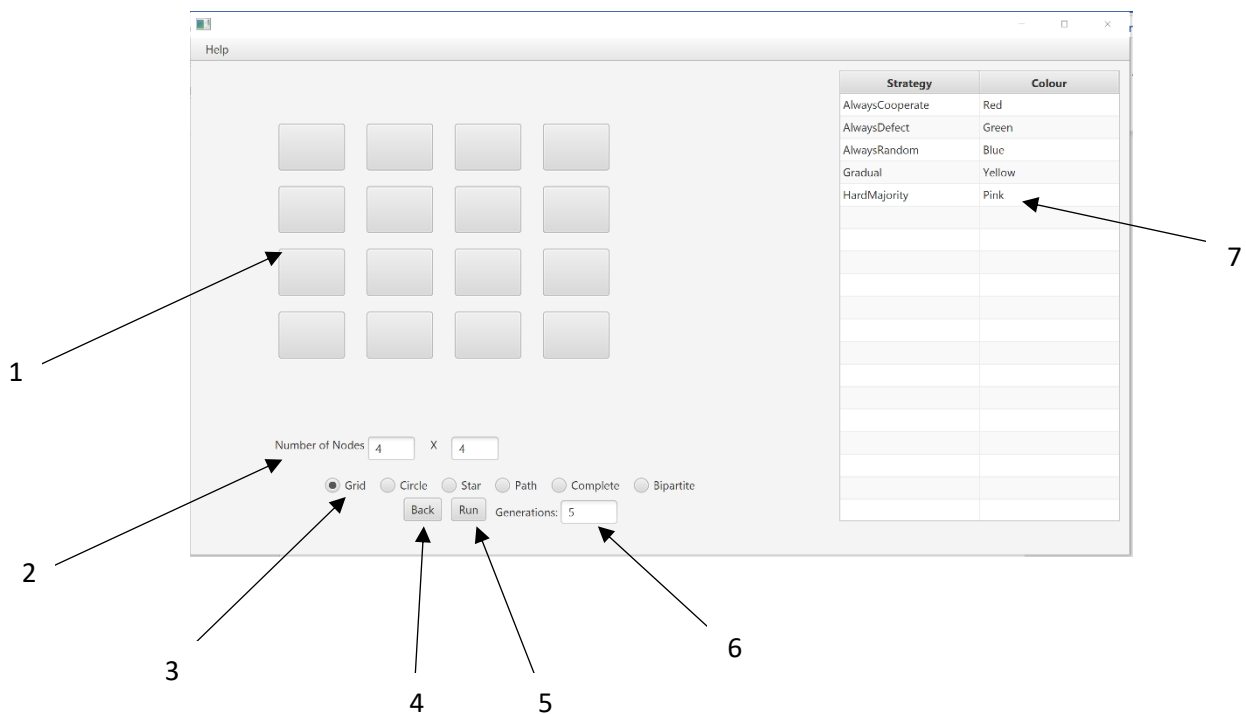 Help
Strategy Colour
AlwaysCooperate Red
AlwaysDefect Green
AlwaysRandom Blue
Gradual Yellow
HardMajority Pink
7
1
Number of Nodes 4 X 4
Grid Circle Star Path Complete Bipartite
Back Run Generations: 5
2
6
3
4 5